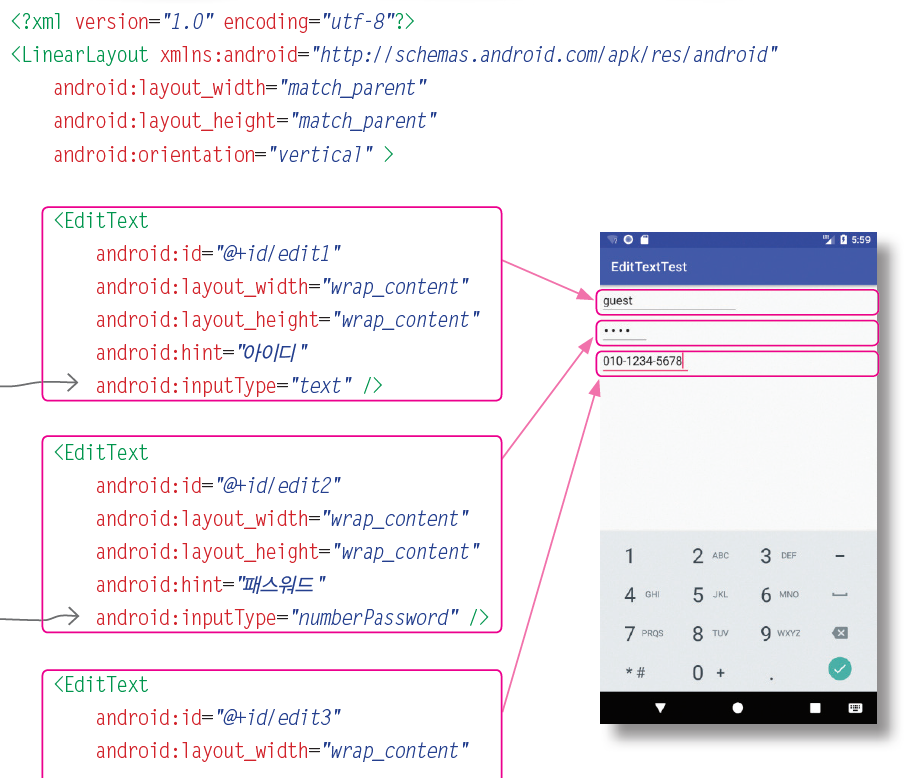 <?xml version="1.0" encoding="utf-8"?>
<LinearLayout xmlns:android="http://schemas.android.com/apk/res/android"
android:layout_width="match_parent"
android:layout_height="match_parent"
android:orientation="vertical" >
<EditText
android:id="@+id/edit1"
android:layout_width="wrap_content"
android:layout_height="wrap_content"
android:hint="아이디"
android:inputType="text" />
<EditText
android:id="@+id/edit2"
android:layout_width="wrap_content"
android:layout_height="wrap_content"
android:hint="패스워드"
android:inputType="numberPassword" />
<EditText
android:id="@+id/edit3"
android:layout_width="wrap_content"
5:59
EditTextTest
guest
••••
010-1234-5678
1 2 ABC 3 DEF -
4 GHI 5 JKL 6 MNO
7 PRQS 8 TUV 9 WXYZ
*# 0 + .